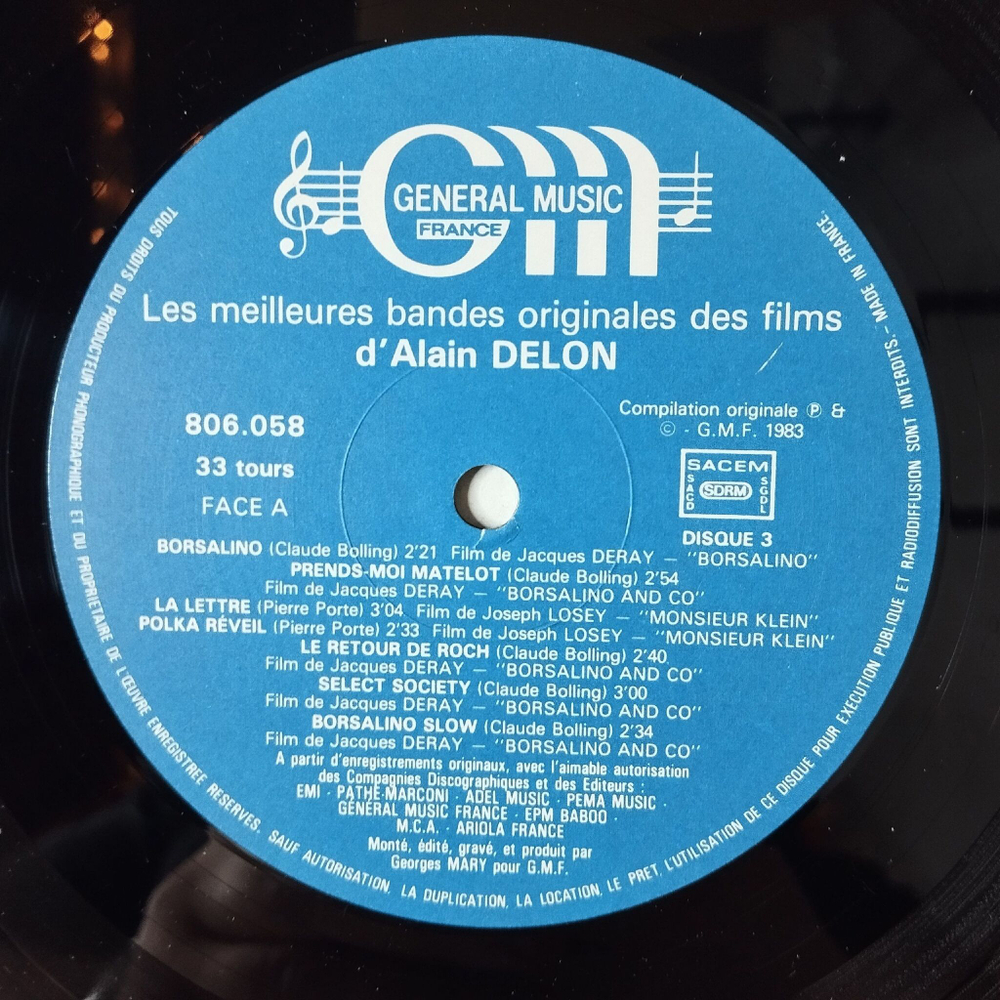 GM
GENERAL MUSIC
FRANCE
Les meilleures bandes originales des films
d'Alain DELON
806.058
33 tours
FACE A
Compilation originale ℗ &
© - G.M.F. 1983
SACEM
SACD
SDRM
SGDL
DISQUE 3
BORSALINO (Claude Bolling) 2'21 Film de Jacques DERAY — "BORSALINO"
PRENDS-MOI MATELOT (Claude Bolling) 2'54
Film de Jacques DERAY — "BORSALINO AND CO"
LA LETTRE (Pierre Porte) 3'04 Film de Joseph LOSEY — "MONSIEUR KLEIN"
POLKA RÉVEIL (Pierre Porte) 2'33 Film de Joseph LOSEY — "MONSIEUR KLEIN"
LE RETOUR DE ROCH (Claude Bolling) 2'40
Film de Jacques DERAY — "BORSALINO AND CO"
SELECT SOCIETY (Claude Bolling) 3'00
Film de Jacques DERAY — "BORSALINO AND CO"
BORSALINO SLOW (Claude Bolling) 2'34
Film de Jacques DERAY — "BORSALINO AND CO"
A partir d'enregistrements originaux, avec l'aimable autorisation
des Compagnies Discographiques et des Editeurs :
EMI · PATHÉ-MARCONI · ADEL MUSIC · PEMA MUSIC ·
GÉNÉRAL MUSIC FRANCE · EPM BABOO ·
M.C.A. · ARIOLA FRANCE
Monté, édité, gravé, et produit par
Georges MARY pour G.M.F.
TOUS DROITS DU PRODUCTEUR PHONOGRAPHIQUE ET DU PROPRIETAIRE DE L'ŒUVRE ENREGISTREE RESERVES. SAUF AUTORISATION, LA DUPLICATION, LA LOCATION, LE PRET, L'UTILISATION DE CE DISQUE POUR EXECUTION PUBLIQUE ET RADIODIFFUSION SONT INTERDITS. - MADE IN FRANCE.